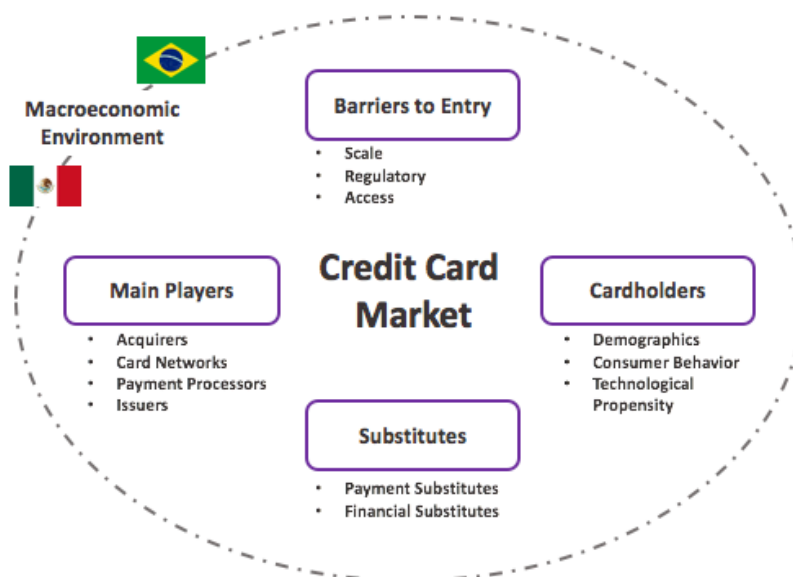 Macroeconomic
Environment
Barriers to Entry
• Scale
• Regulatory
• Access
Credit Card
Market
Main Players
• Acquirers
• Card Networks
• Payment Processors
• Issuers
Cardholders
• Demographics
• Consumer Behavior
• Technological
Propensity
Substitutes
• Payment Substitutes
• Financial Substitutes